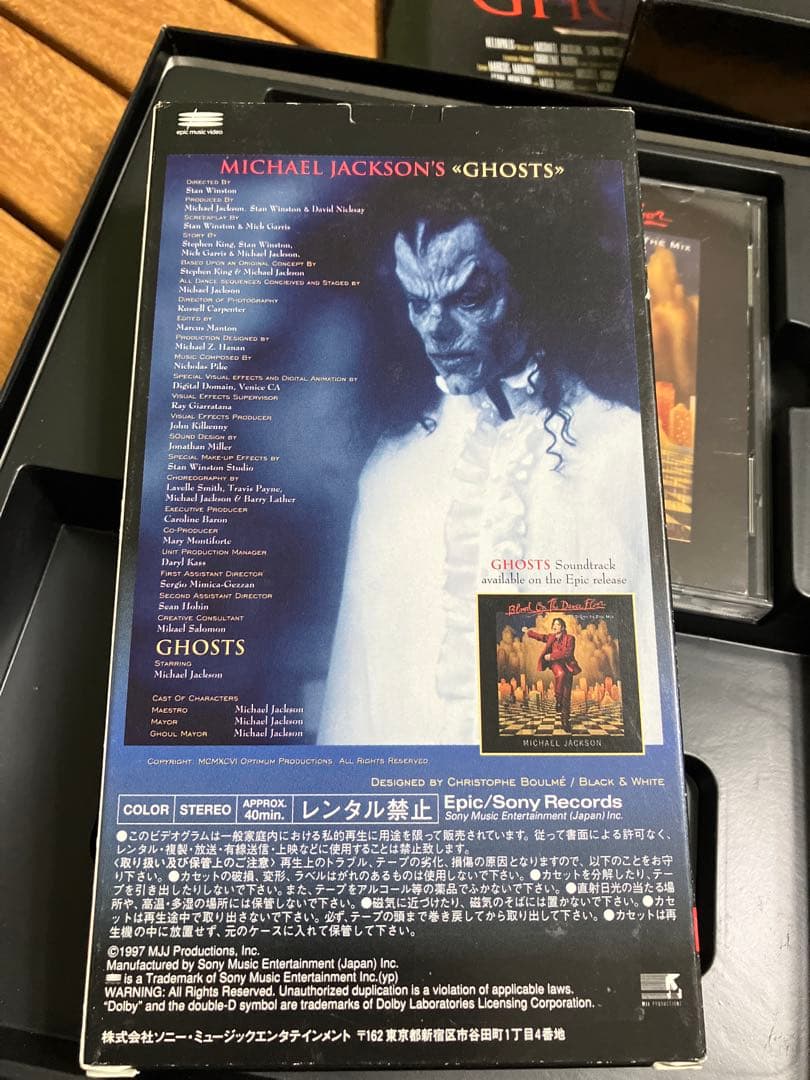 GHO
epic music video
MICHAEL JACKSON'S «GHOSTS»
DIRECTED BY
Stan Winston
PRODUCED BY
Michael Jackson, Stan Winston & David Nicksay
SCREENPLAY BY
Stan Winston & Mick Garris
STORY BY
Stephen King, Stan Winston,
Mick Garris & Michael Jackson,
BASED UPON AN ORIGINAL CONCEPT BY
Stephen King & Michael Jackson
ALL DANCE SEQUENCES CONCIEIVED AND STAGED BY
Michael Jackson
DIRECTOR OF PHOTOGRAPHY
Russell Carpenter
EDITED BY
Marcus Manton
PRODUCTION DESIGNED BY
Michael Z. Hanan
MUSIC COMPOSED BY
Nicholas Pike
SPECIAL VISUAL EFFECTS AND DIGITAL ANIMATION BY
Digital Domain, Venice CA
VISUAL EFFECTS SUPERVISOR
Ray Giarratana
VISUAL EFFECTS PRODUCER
John Kilkenny
SOUND DESIGN BY
Jonathan Miller
SPECIAL MAKE-UP EFFECTS BY
Stan Winston Studio
CHOREOGRAPHY BY
Lavelle Smith, Travis Payne,
Michael Jackson & Barry Lather
EXECUTIVE PRODUCER
Caroline Baron
CO-PRODUCER
Mary Montiforte
UNIT PRODUCTION MANAGER
Daryl Kass
FIRST ASSISTANT DIRECTOR
Sergio Mimica-Gezzan
SECOND ASSISTANT DIRECTOR
Sean Hobin
CREATIVE CONSULTANT
Mikael Salomon
GHOSTS
STARRING
Michael Jackson
CAST OF CHARACTERS
MAESTRO Michael Jackson
MAYOR Michael Jackson
GHOUL MAYOR Michael Jackson
GHOSTS Soundtrack
available on the Epic release
Blood On The Dance Floor
MICHAEL JACKSON
THE MIX
COPYRIGHT: MCMXCVI OPTIMUM PRODUCTIONS. ALL RIGHTS RESERVED
DESIGNED BY CHRISTOPHE BOULMÉ / BLACK & WHITE
COLOR STEREO APPROX. 40min. レンタル禁止 Epic/Sony Records
Sony Music Entertainment (Japan) Inc.
●このビデオグラムは一般家庭内における私的再生に用途を限って販売されています。従って書面による許可なく、
レンタル・複製・放送・有線送信・上映などに使用することは禁止致します。
〈取り扱い及び保管上のご注意〉再生上のトラブル、テープの劣化、損傷の原因となりますので、以下のことをお守
り下さい。●カセットの破損、変形、ラベルはがれのあるものは使用しないで下さい。●カセットを分解したり、テー
プを引き出したりしないで下さい。また、テープをアルコール等の薬品でふかないで下さい。●直射日光の当たる場
所や、高温・多湿の場所には保管しないで下さい。●磁気に近づけたり、磁気のそばには置かないで下さい。●カセ
ットは再生途中で取り出さないで下さい。必ず、テープの頭まで巻き戻してから取り出して下さい。●カセットは再
生機の中に放置せず、元のケースに入れて保管して下さい。
©1997 MJJ Productions, Inc.
Manufactured by Sony Music Entertainment (Japan) Inc.
is a Trademark of Sony Music Entertainment Inc.(yp)
WARNING: All Rights Reserved. Unauthorized duplication is a violation of applicable laws.
"Dolby" and the double-D symbol are trademarks of Dolby Laboratories Licensing Corporation.
MJJ PRODUCTIONS
株式会社ソニー・ミュージックエンタテインメント 〒162 東京都新宿区市谷田町1丁目4番地